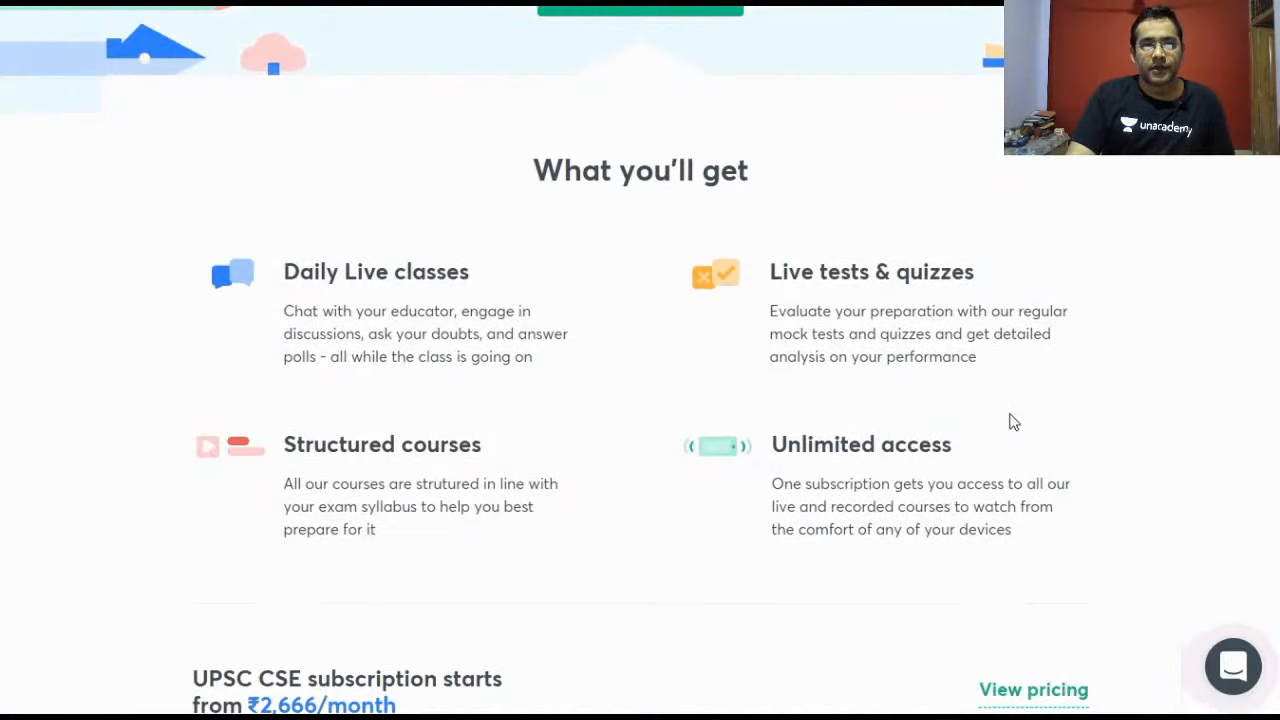 unacademy
What you'll get
Daily Live classes
Chat with your educator, engage in
discussions, ask your doubts, and answer
polls - all while the class is going on
Live tests & quizzes
Evaluate your preparation with our regular
mock tests and quizzes and get detailed
analysis on your performance
Structured courses
All our courses are strutured in line with
your exam syllabus to help you best
prepare for it
Unlimited access
One subscription gets you access to all our
live and recorded courses to watch from
the comfort of any of your devices
UPSC CSE subscription starts
from ₹2,666/month
View pricing